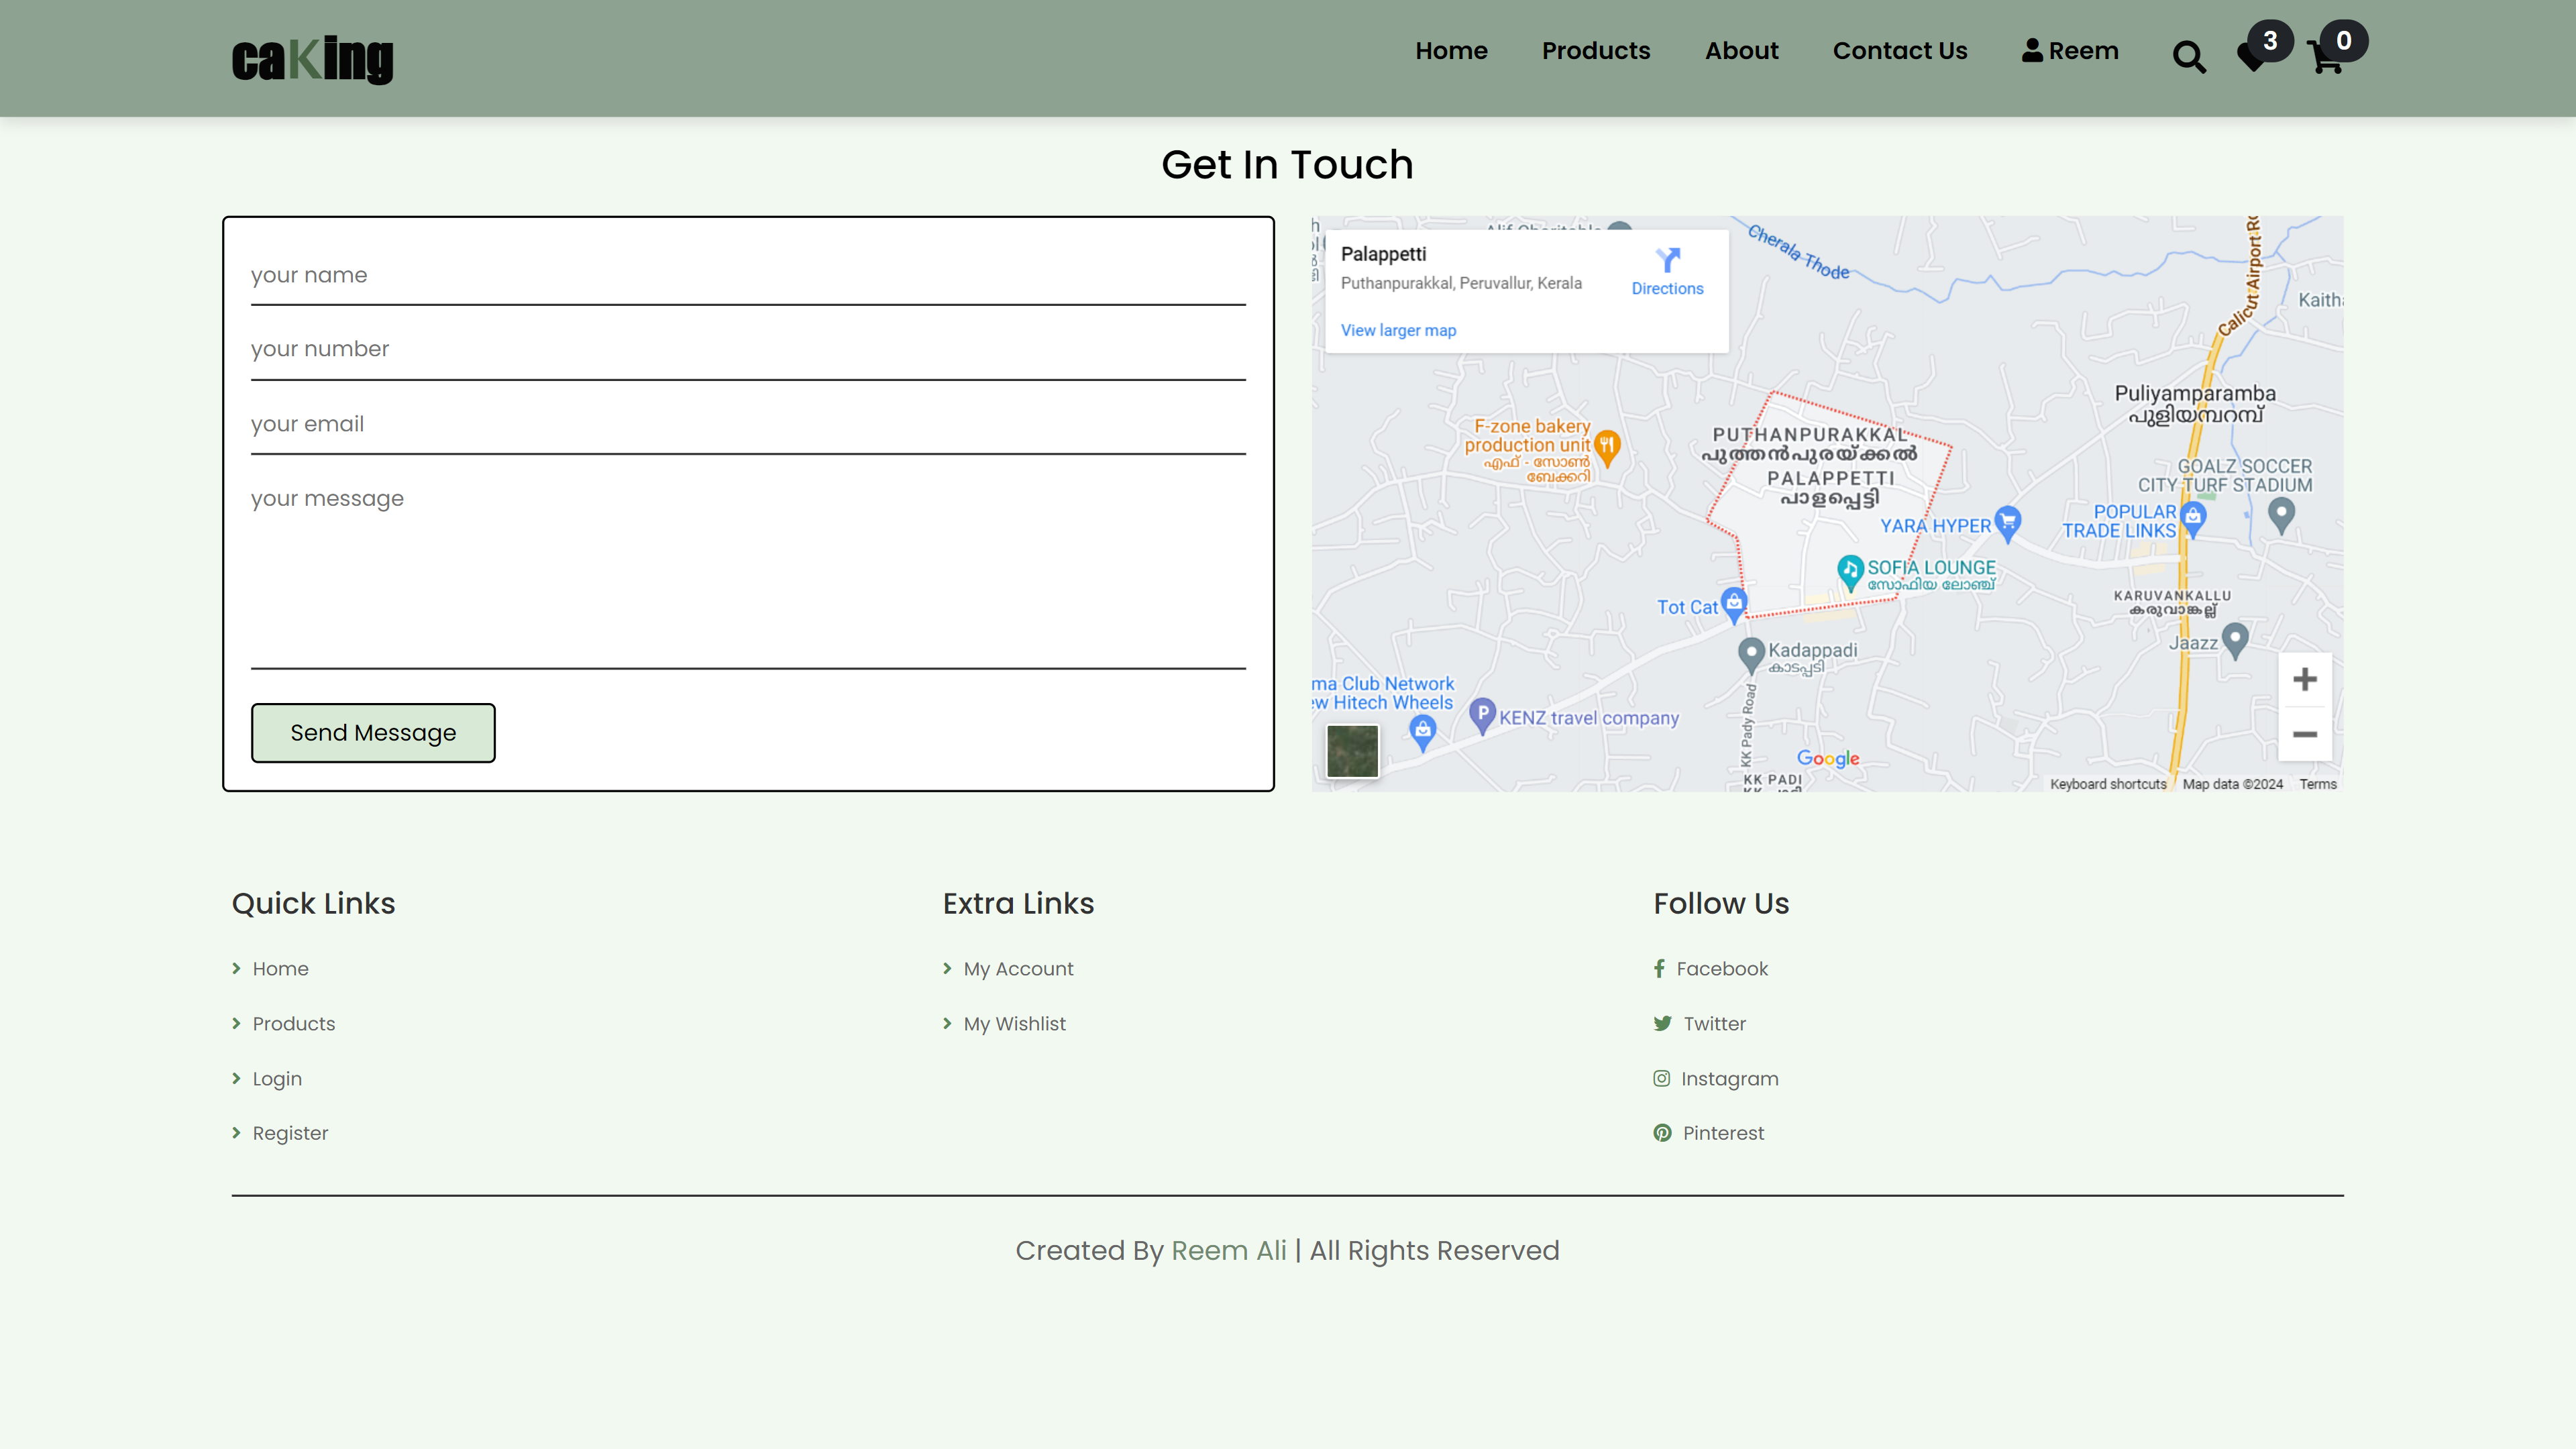 caKing
Home
Products
About
Contact Us
Reem
3
0
Get In Touch
your name
your number
your email
your message
Send Message
Palappetti
Puthanpurakkal, Peruvallur, Kerala
Directions
View larger map
Cherala Thode
Calicut Airport
Puliyamparamba
പുളിയമ്പറമ്പ്
F-zone bakery
production unit
എഫ് - സോൺ
ബേക്കറി
PUTHANPURAKKAL
പുത്തൻപുരയ്ക്കൽ
PALAPPETTI
പാളപ്പെട്ടി
GOALZ SOCCER
CITY TURF STADIUM
YARA HYPER
POPULAR
TRADE LINKS
SOFIA LOUNGE
സോഫിയ ലോഞ്ച്
Tot Cat
KARUVANKALLU
കരുവാങ്കല്ല്
Jaazz
Kadappadi
കാടപ്പടി
Club Network
Hitech Wheels
KENZ travel company
KK Pady Road
Google
KK PADI
Keyboard shortcuts
Map data ©2024
Terms
Quick Links
Home
Products
Login
Register
Extra Links
My Account
My Wishlist
Follow Us
Facebook
Twitter
Instagram
Pinterest
Created By Reem Ali | All Rights Reserved